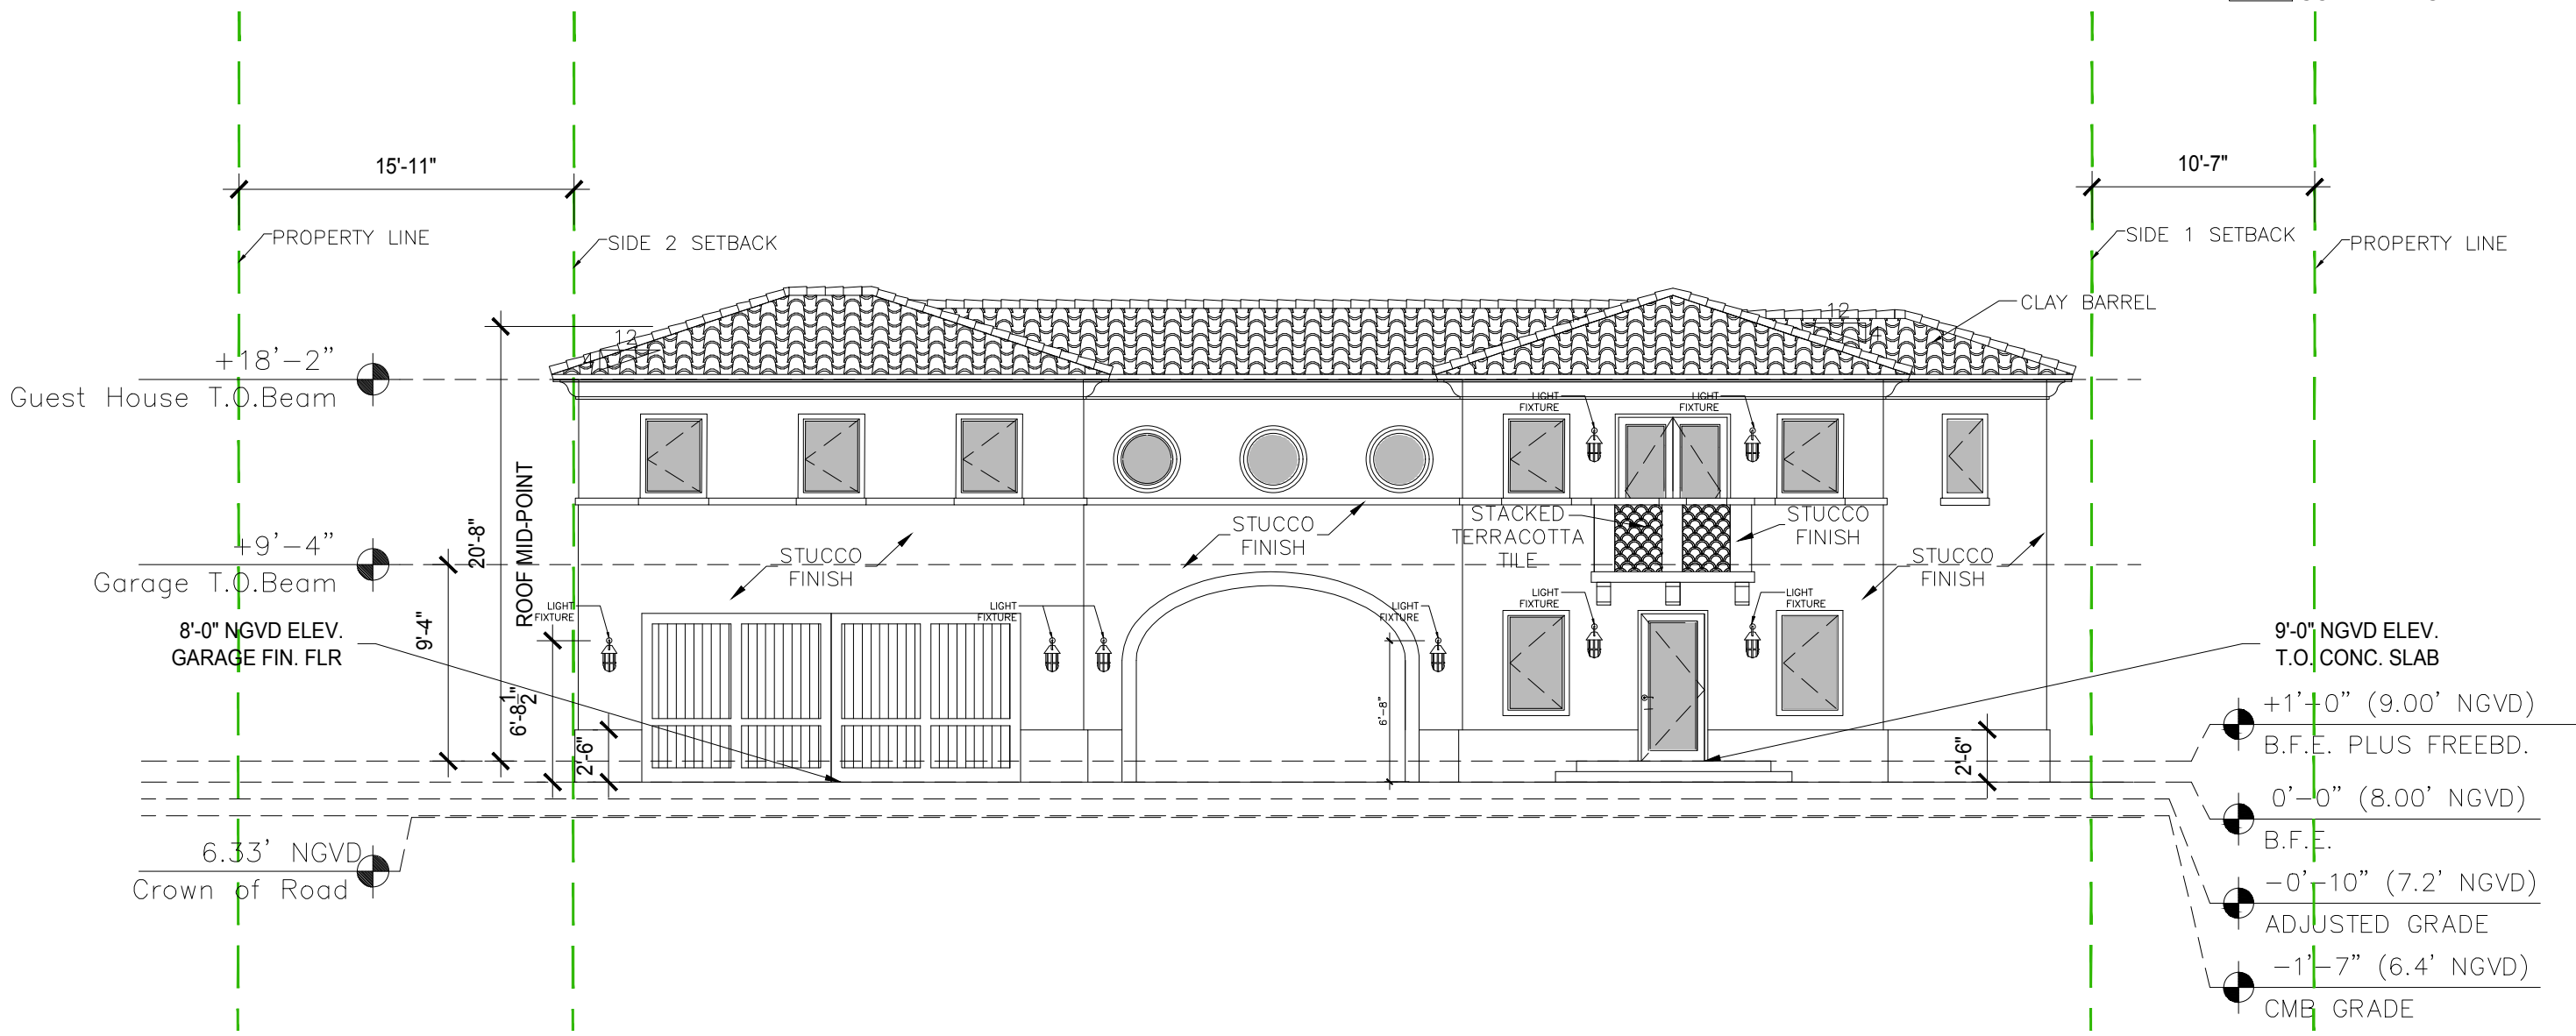 15'-11"
10'-7"
PROPERTY LINE
SIDE 2 SETBACK
SIDE 1 SETBACK
PROPERTY LINE
CLAY BARREL
12
4
12
4
+18'-2"
Guest House T.O.Beam
LIGHT
FIXTURE
LIGHT
FIXTURE
20'-8"
ROOF MID-POINT
STUCCO
FINISH
STUCCO
FINISH
STACKED
TERRACOTTA
TILE
STUCCO
FINISH
STUCCO
FINISH
+9'-4"
Garage T.O.Beam
9'-4"
LIGHT
FIXTURE
LIGHT
FIXTURE
LIGHT
FIXTURE
LIGHT
FIXTURE
LIGHT
FIXTURE
8'-0" NGVD ELEV.
GARAGE FIN. FLR
9'-0" NGVD ELEV.
T.O. CONC. SLAB
6'-8 1/2"
2'-6"
6'-8"
2'-6"
+1'-0" (9.00' NGVD)
B.F.E. PLUS FREEBD.
0'-0" (8.00' NGVD)
B.F.E.
6.33' NGVD
Crown of Road
-0'-10" (7.2' NGVD)
ADJUSTED GRADE
-1'-7" (6.4' NGVD)
CMB GRADE